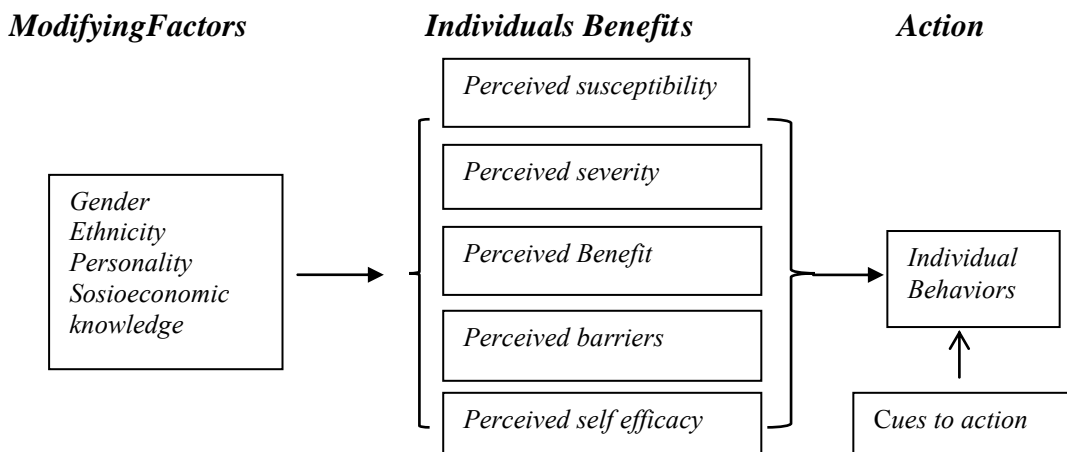 ModifyingFactors
Individuals Benefits
Action
Gender
Ethnicity
Personality
Sosioeconomic
knowledge
Perceived susceptibility
Perceived severity
Perceived Benefit
Perceived barriers
Perceived self efficacy
Individual
Behaviors
Cues to action